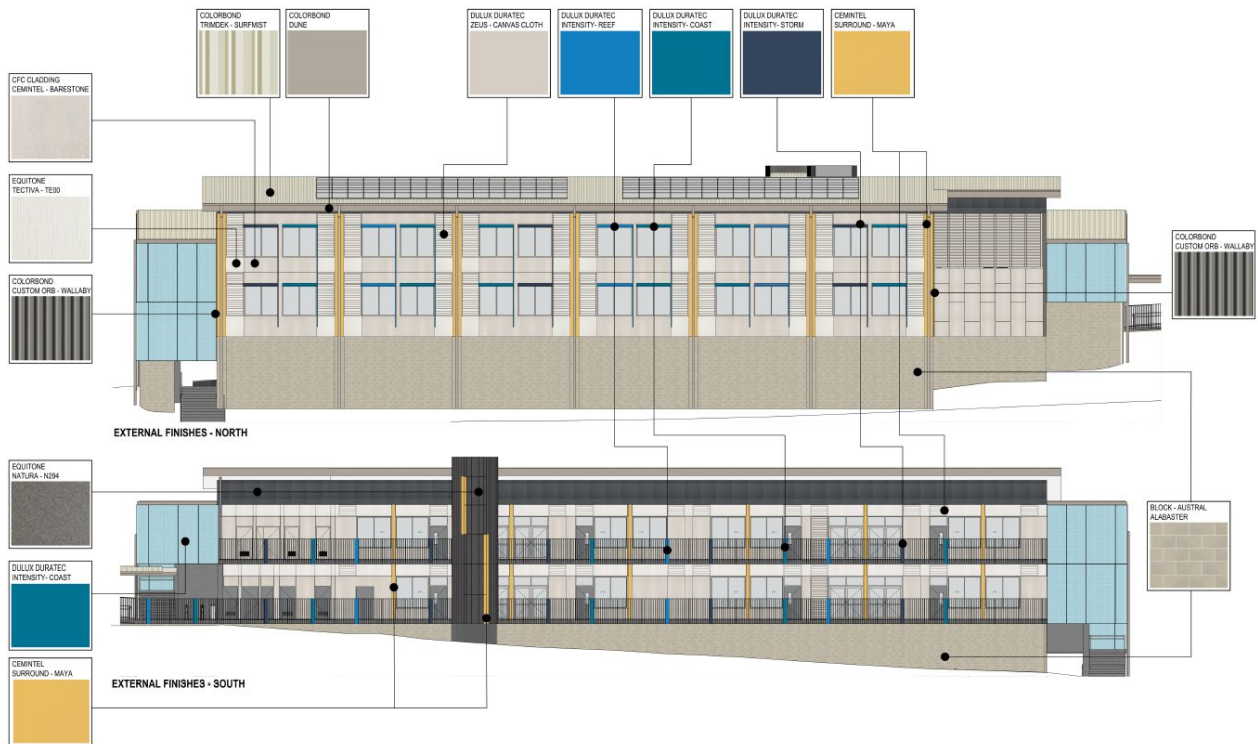 COLORBOND
TRIMDEK - SURFMIST
COLORBOND
DUNE
DULUX DURATEC
ZEUS - CANVAS CLOTH
DULUX DURATEC
INTENSITY- REEF
DULUX DURATEC
INTENSITY- COAST
DULUX DURATEC
INTENSITY- STORM
CEMINTEL
SURROUND - MAYA
CFC CLADDING
CEMINTEL - BARESTONE
EQUITONE
TECTIVA - TE00
COLORBOND
CUSTOM ORB - WALLABY
COLORBOND
CUSTOM ORB - WALLABY
EXTERNAL FINISHES - NORTH
EQUITONE
NATURA - N294
DULUX DURATEC
INTENSITY- COAST
CEMINTEL
SURROUND - MAYA
BLOCK - AUSTRAL
ALABASTER
EXTERNAL FINISHES - SOUTH